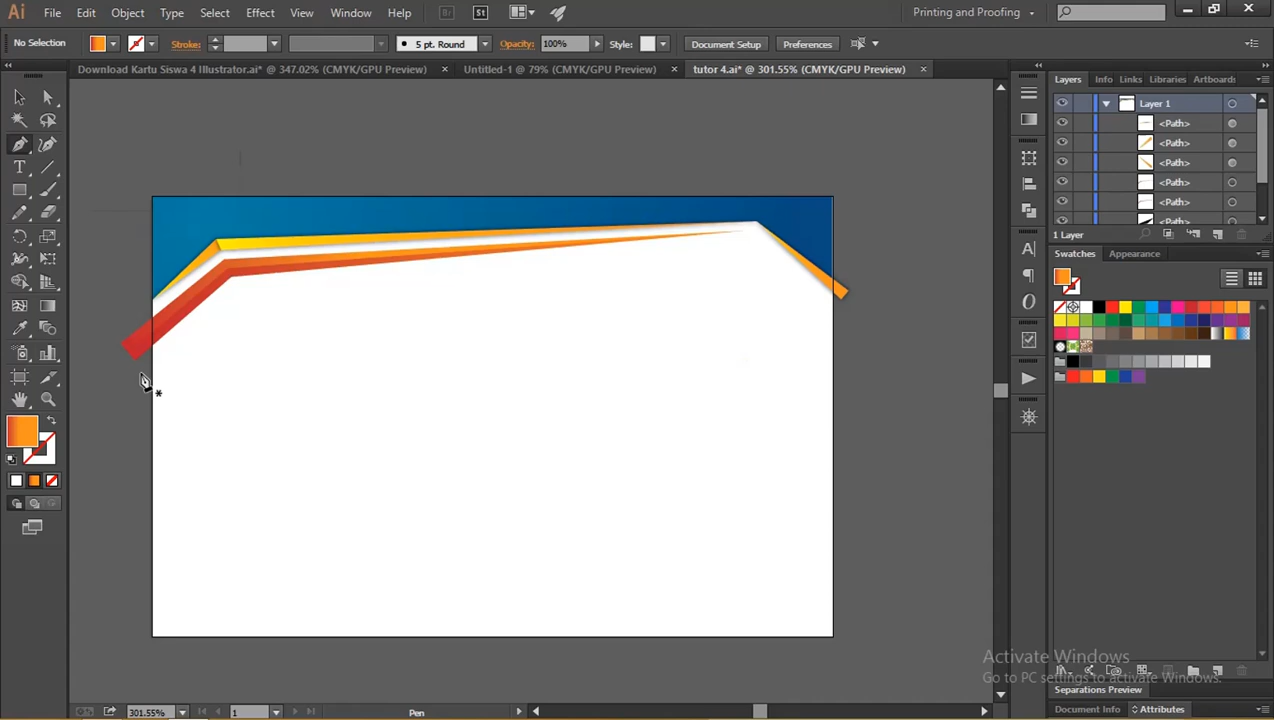 Ai File Edit Object Type Select Effect View Window Help Br St Printing and Proofing
No Selection Stroke: 5 pt. Round Opacity: 100% Style: Document Setup Preferences
Download Kartu Siswa 4 Illustrator.ai* @ 347.02% (CMYK/GPU Preview) × Untitled-1 @ 79% (CMYK/GPU Preview) × tutor 4.ai* @ 301.55% (CMYK/GPU Preview) ×
Layers Info Links Libraries Artboards
Layer 1
<Path>
<Path>
<Path>
<Path>
<Path>
1 Layer
Swatches Appearance
Activate Windows
Go to PC settings to activate Windows.
Separations Preview
Document Info Attributes
301.55% 1 Pen